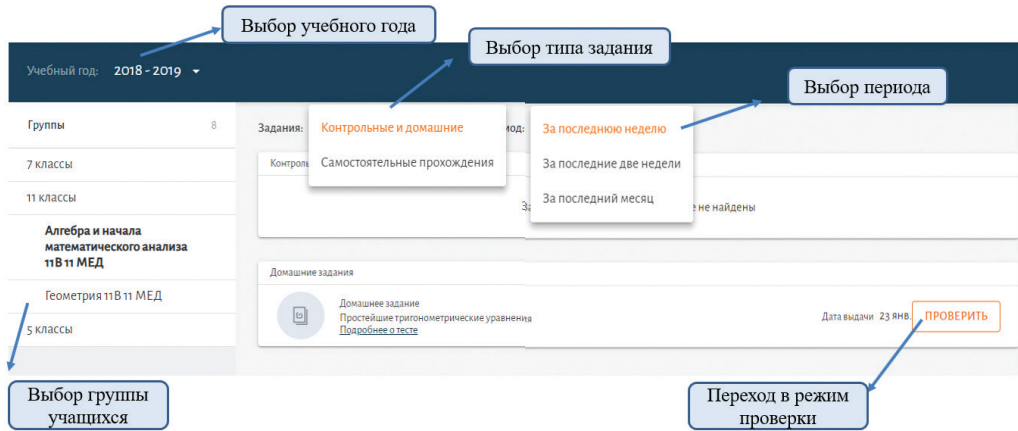 Выбор учебного года
Выбор типа задания
Выбор периода
Учебный год: 2018 - 2019
Группы 8
7 классы
11 классы
Алгебра и начала
математического анализа
11В 11 МЕД
Геометрия 11В 11 МЕД
5 классы
Задания: Контрольные и домашние
Самостоятельные прохождения
иод: За последнюю неделю
За последние две недели
За последний месяц
Контроль
За
е не найдены
Домашние задания
Домашнее задание
Простейшие тригонометрические уравнения
Подробнее о тесте
Дата выдачи 23 ЯНВ. ПРОВЕРИТЬ
Выбор группы
учащихся
Переход в режим
проверки